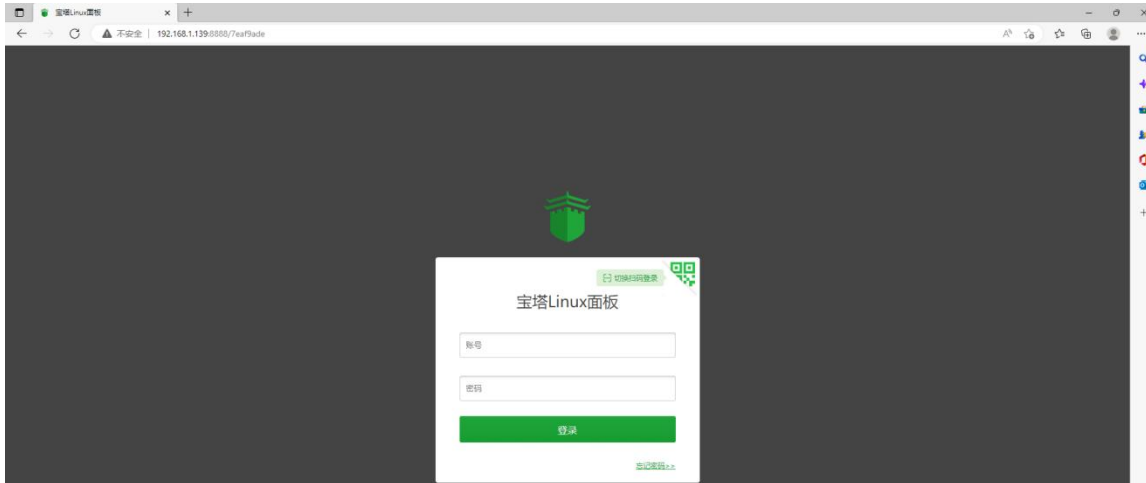 宝塔Linux面板
不安全 | 192.168.1.139:8888/7eaf9ade
切换扫码登录
宝塔Linux面板
账号
密码
登录
忘记密码>>